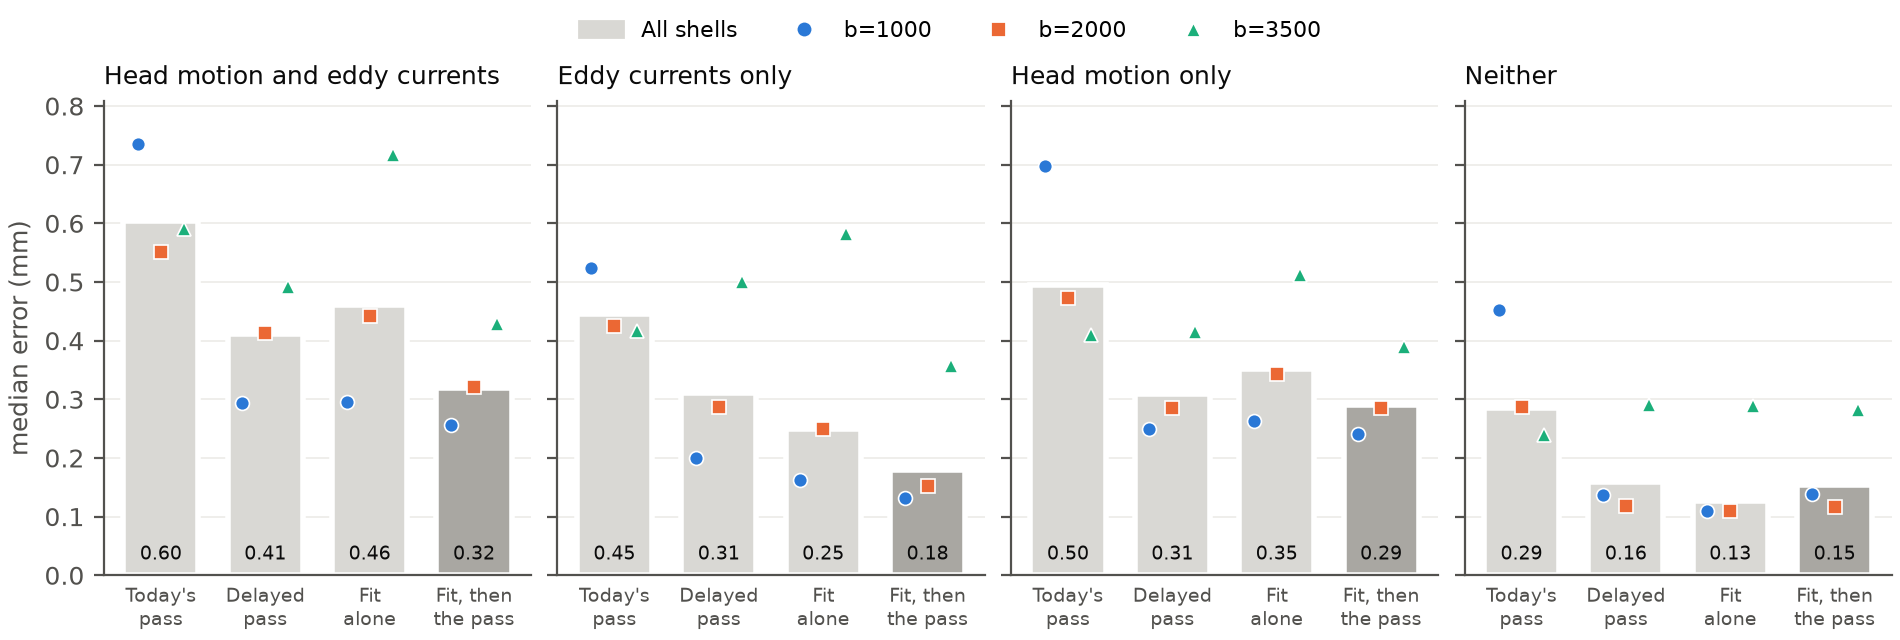 All shells b=1000 b=2000 b=3500
Head motion and eddy currents
Eddy currents only
Head motion only
Neither
median error (mm)
0.8
0.7
0.6
0.5
0.4
0.3
0.2
0.1
0.0
0.60 0.41 0.46 0.32
0.45 0.31 0.25 0.18
0.50 0.31 0.35 0.29
0.29 0.16 0.13 0.15
Today's pass
Delayed pass
Fit alone
Fit, then the pass
Today's pass
Delayed pass
Fit alone
Fit, then the pass
Today's pass
Delayed pass
Fit alone
Fit, then the pass
Today's pass
Delayed pass
Fit alone
Fit, then the pass